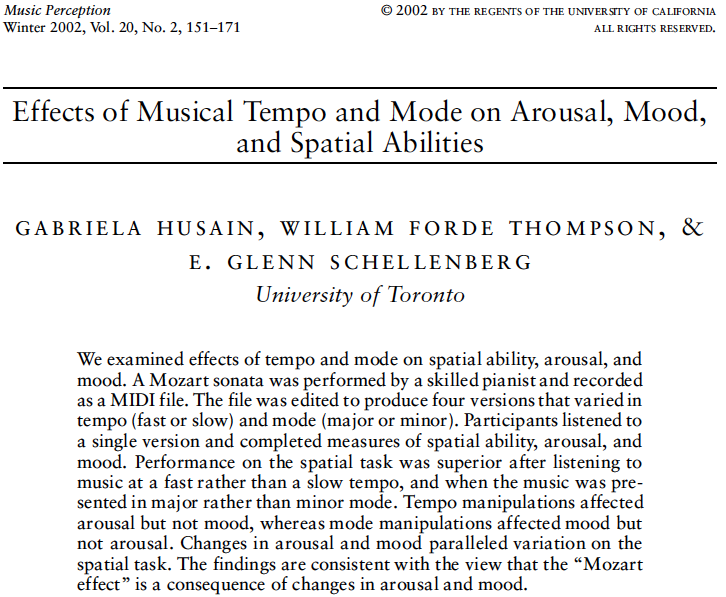 Music Perception
Winter 2002, Vol. 20, No. 2, 151–171
© 2002 BY THE REGENTS OF THE UNIVERSITY OF CALIFORNIA
ALL RIGHTS RESERVED.
Effects of Musical Tempo and Mode on Arousal, Mood,
and Spatial Abilities
GABRIELA HUSAIN, WILLIAM FORDE THOMPSON, &
E. GLENN SCHELLENBERG
University of Toronto
We examined effects of tempo and mode on spatial ability, arousal, and
mood. A Mozart sonata was performed by a skilled pianist and recorded
as a MIDI file. The file was edited to produce four versions that varied in
tempo (fast or slow) and mode (major or minor). Participants listened to
a single version and completed measures of spatial ability, arousal, and
mood. Performance on the spatial task was superior after listening to
music at a fast rather than a slow tempo, and when the music was pre-
sented in major rather than minor mode. Tempo manipulations affected
arousal but not mood, whereas mode manipulations affected mood but
not arousal. Changes in arousal and mood paralleled variation on the
spatial task. The findings are consistent with the view that the “Mozart
effect” is a consequence of changes in arousal and mood.